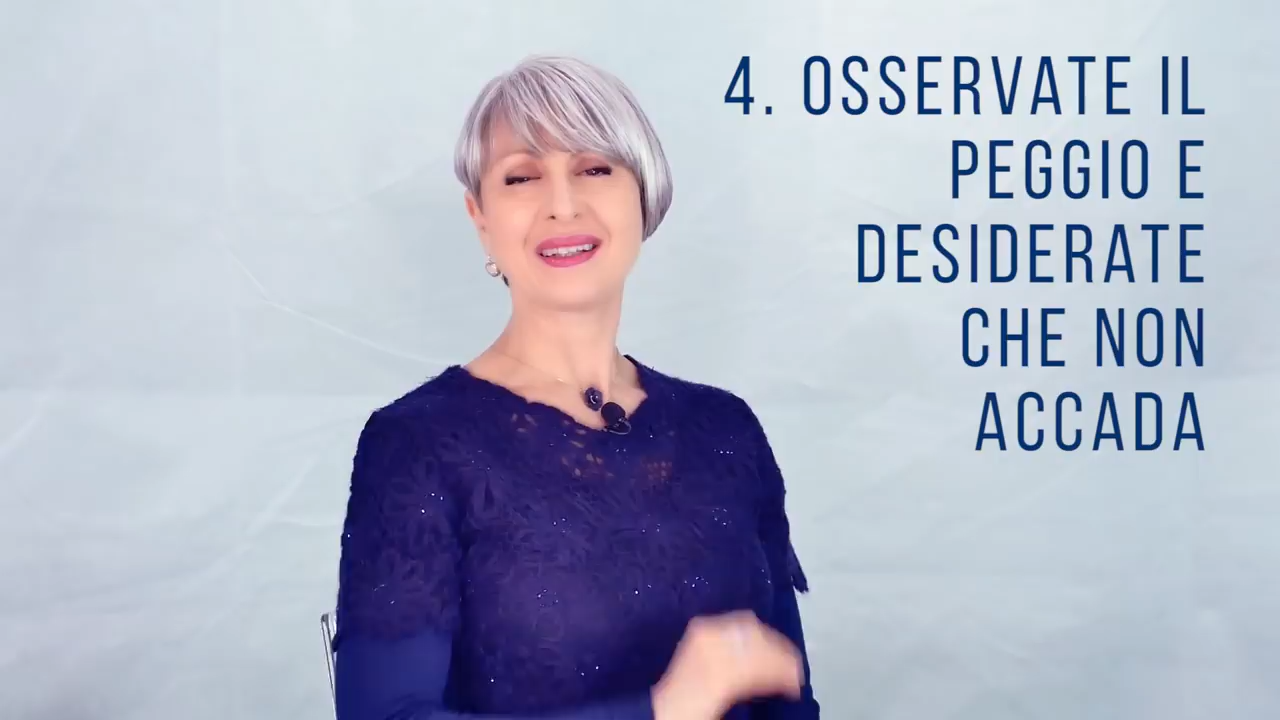 4. OSSERVATE IL
PEGGIO E
DESIDERATE
CHE NON
ACCADA